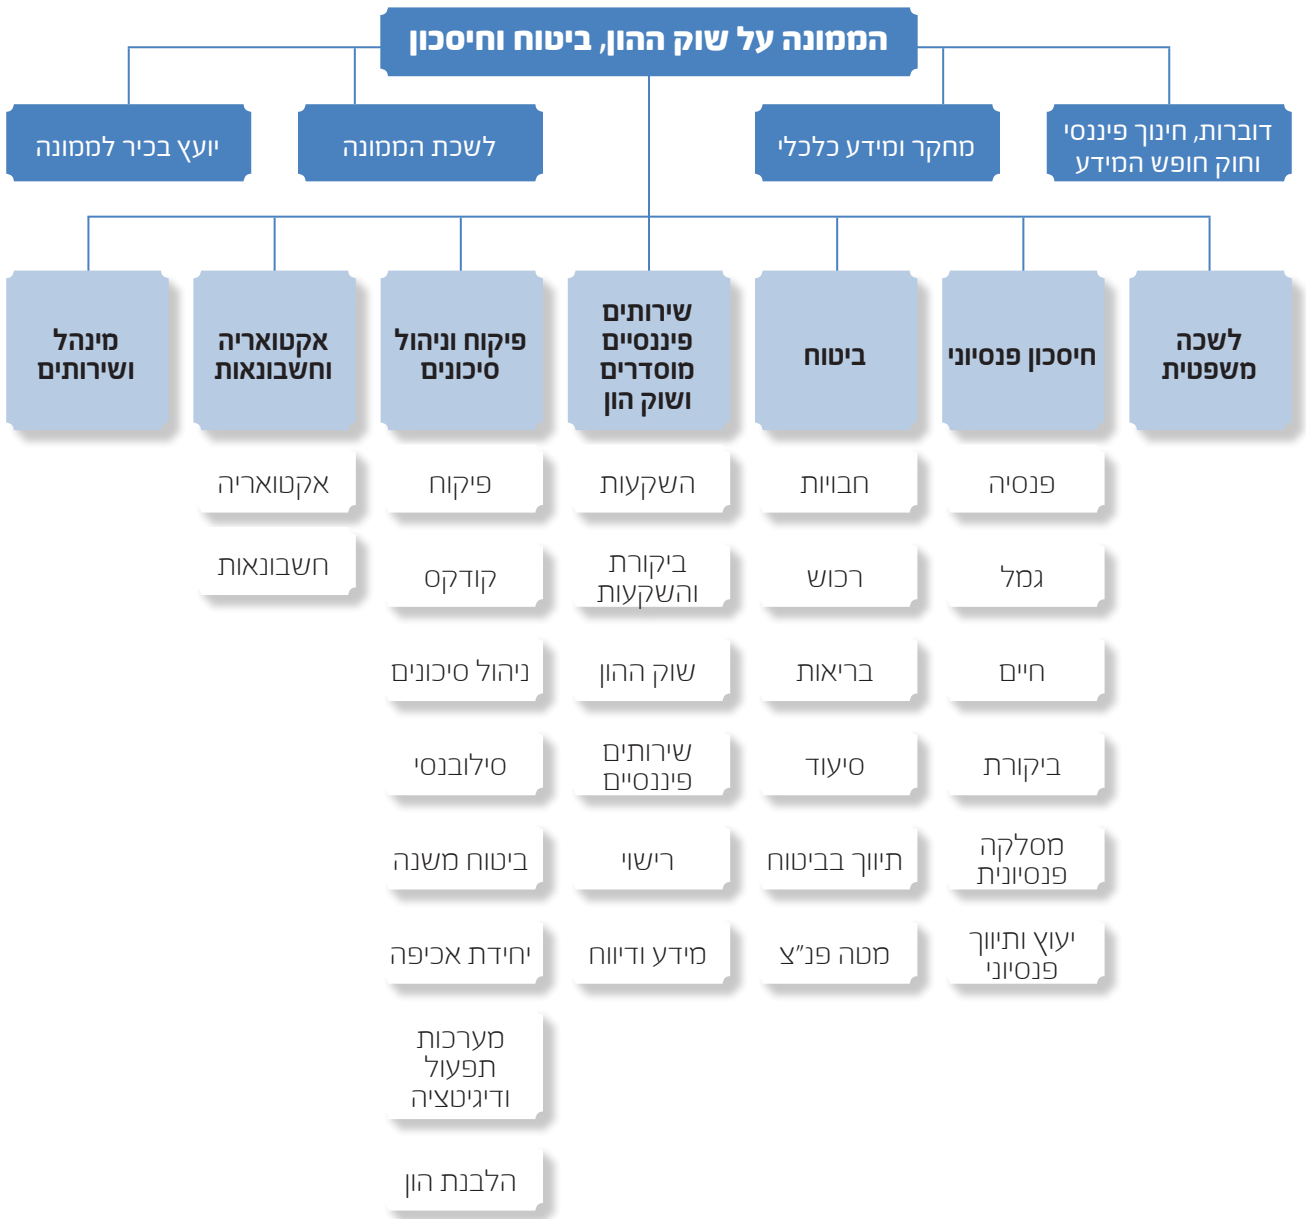 הממונה על שוק ההון, ביטוח וחיסכון
דוברות, חינוך פיננסי
וחוק חופש המידע
מחקר ומידע כלכלי
לשכת הממונה
יועץ בכיר לממונה
לשכה
משפטית
חיסכון פנסיוני
פנסיה
גמל
חיים
ביקורת
מסלקה
פנסיונית
יעוץ ותיווך
פנסיוני
ביטוח
חבויות
רכוש
בריאות
סיעוד
תיווך בביטוח
מטה פנ"צ
שירותים
פיננסיים
מוסדרים
ושוק הון
השקעות
ביקורת
והשקעות
שוק ההון
שירותים
פיננסיים
רישוי
מידע ודיווח
פיקוח וניהול
סיכונים
פיקוח
קודקס
ניהול סיכונים
סילובנסי
ביטוח משנה
יחידת אכיפה
מערכות
תפעול
ודיגיטציה
הלבנת הון
אקטואריה
וחשבונאות
אקטואריה
חשבונאות
מינהל
ושירותים